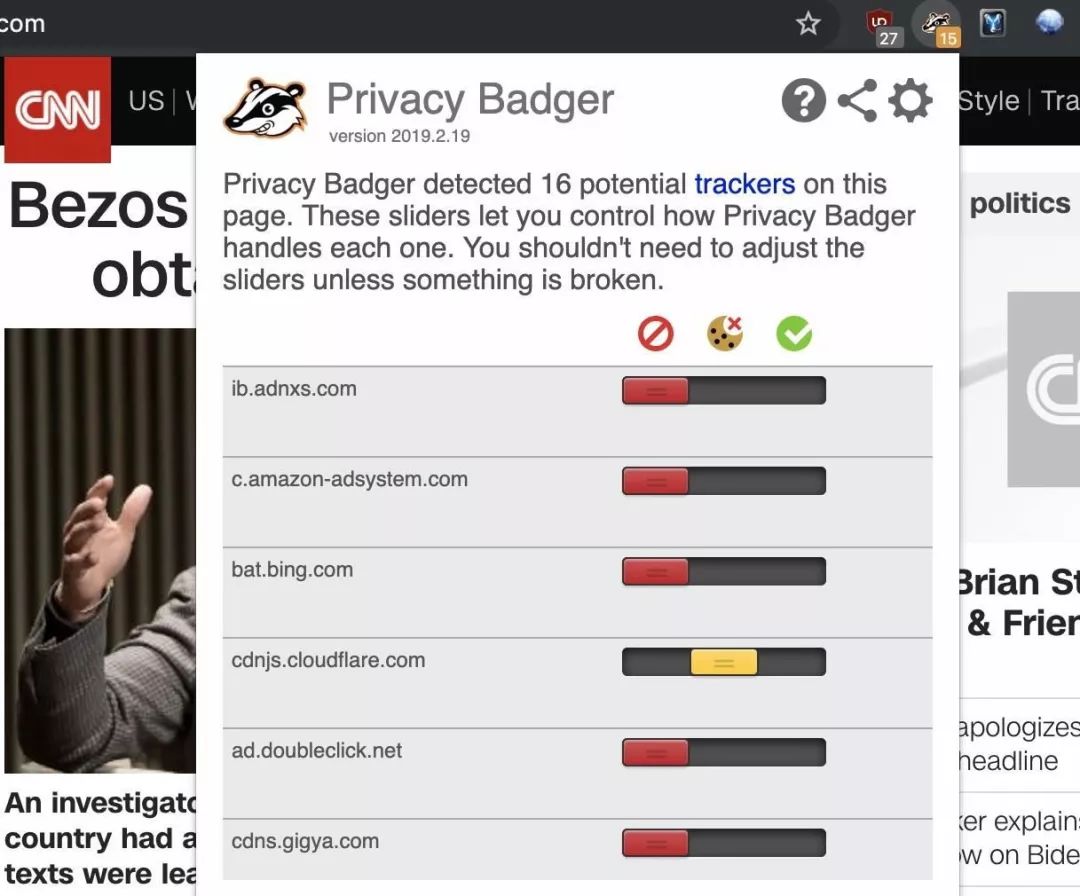 com
27
15
CNN
US
Style | Tra
Privacy Badger
version 2019.2.19
Privacy Badger detected 16 potential trackers on this
page. These sliders let you control how Privacy Badger
handles each one. You shouldn't need to adjust the
sliders unless something is broken.
ib.adnxs.com
c.amazon-adsystem.com
bat.bing.com
cdnjs.cloudflare.com
ad.doubleclick.net
cdns.gigya.com
Bezos
obta
An investigato
country had a
texts were lea
politics
Brian St
& Frien
apologizes
headline
ker explains
ow on Bide